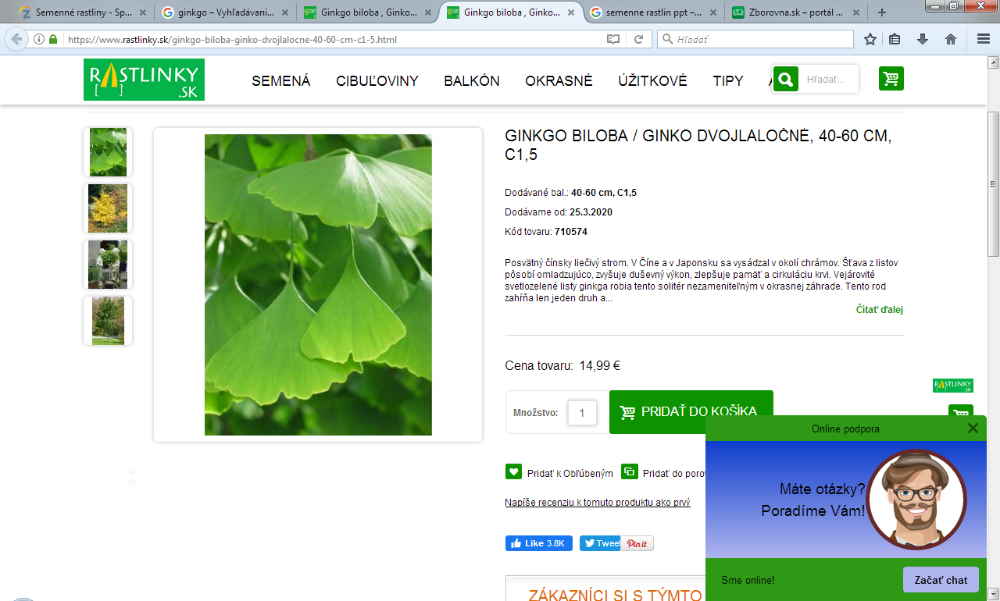 Semenné rastliny v p...
ginkgo – Vyhľadávani...
Ginkgo biloba , Ginko...
Ginkgo biloba , Ginko...
semenne rastlin ppt –...
Zborovna.sk – portál ...
https://www.rastlinky.sk/ginkgo-biloba-ginko-dvojlalocne-40-60-cm-c1-5.html
Hľadať
RASTLINKY
.SK
SEMENÁ
CIBUĽOVINY
BALKÓN
OKRASNÉ
ÚŽITKOVÉ
TIPY
Hľadať...
GINKGO BILOBA / GINKO DVOJLALOČNÉ, 40-60 CM,
C1,5
Dodávané bal.: 40-60 cm, C1,5
Dodávame od: 25.3.2020
Kód tovaru: 710574
Posvätný čínsky liečivý strom. V Číne a v Japonsku sa vysádzal v okolí chrámov. Šťava z listov
pôsobí omladzujúco, zvyšuje duševný výkon, zlepšuje pamäť a cirkuláciu krvi. Vejárovité
svetlozelené listy ginkga robia tento solitér nezameniteľným v okrasnej záhrade. Tento rod
zahŕňa len jeden druh a...
Čítať ďalej
Cena tovaru: 14,99 €
RASTLINKY
.SK
Množstvo: 1
PRIDAŤ DO KOŠÍKA
Online podpora
Máte otázky?
Poradíme Vám!
Pridať k Obľúbeným
Pridať do porov
Napíše recenziu k tomuto produktu ako prvý
Like 3.8K
Tweet
Pin it
Sme online!
Začať chat
ZÁKAZNÍCI SI S TÝMTO